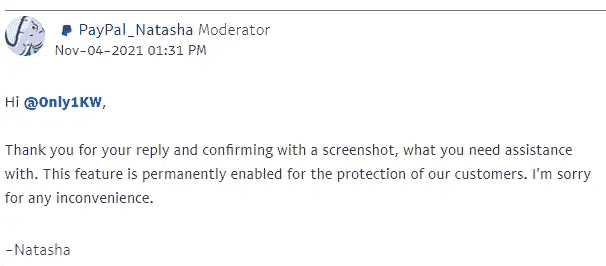 PayPal_Natasha Moderator
Nov-04-2021 01:31 PM
Hi @Only1KW,
Thank you for your reply and confirming with a screenshot, what you need assistance
with. This feature is permanently enabled for the protection of our customers. I'm sorry
for any inconvenience.
-Natasha